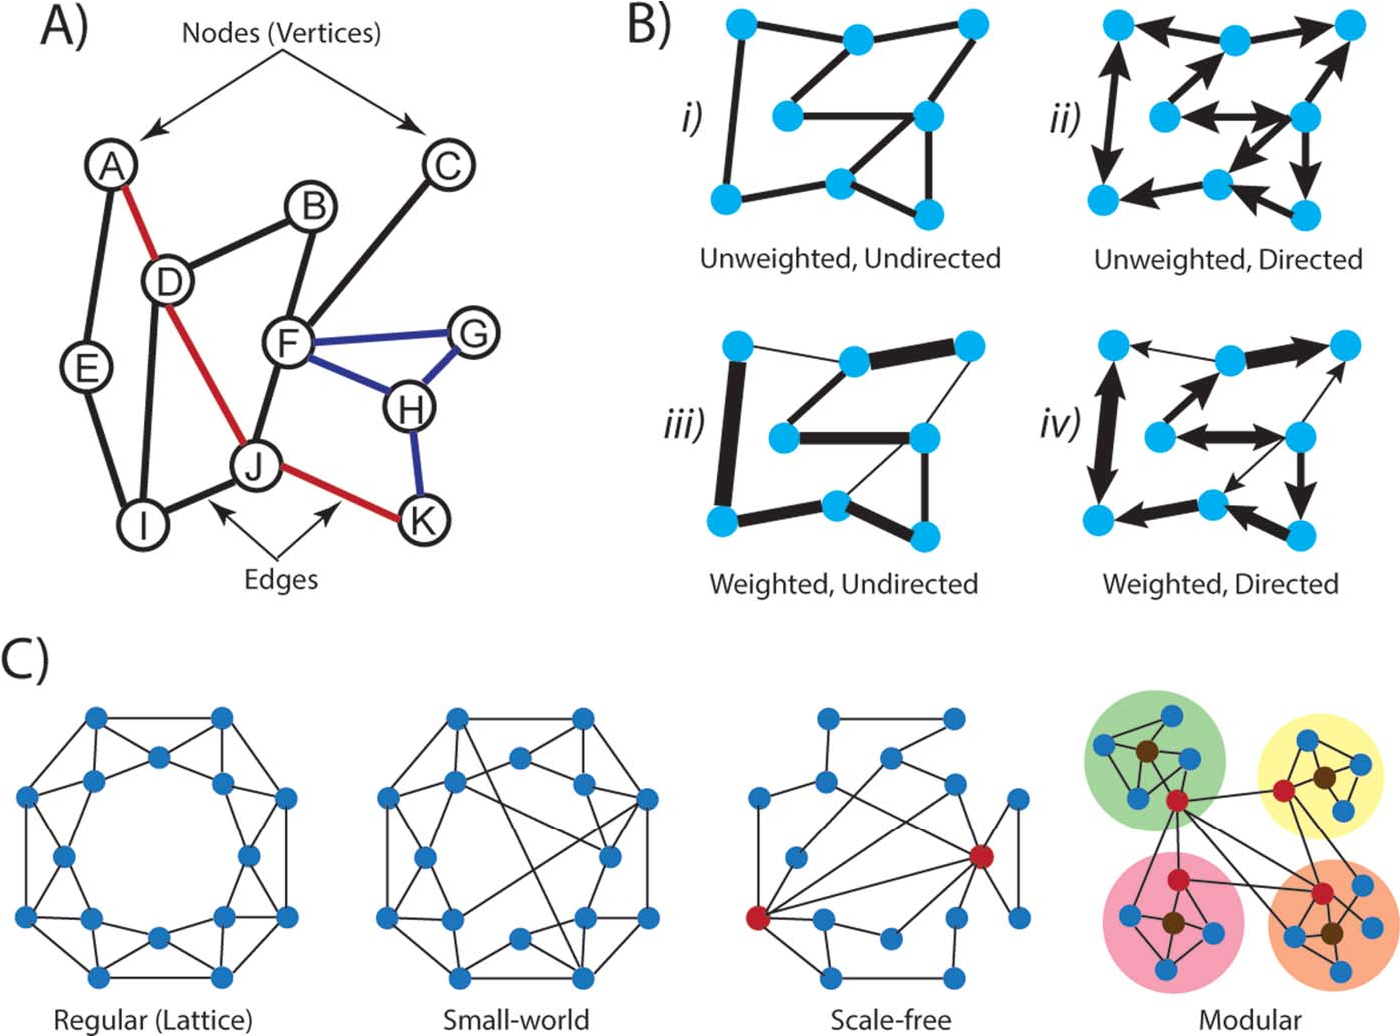 A)
Nodes (Vertices)
A
C
B
D
F
G
E
H
J
K
I
Edges
B)
i)
ii)
Unweighted, Undirected
Unweighted, Directed
iii)
iv)
Weighted, Undirected
Weighted, Directed
C)
Regular (Lattice)
Small-world
Scale-free
Modular